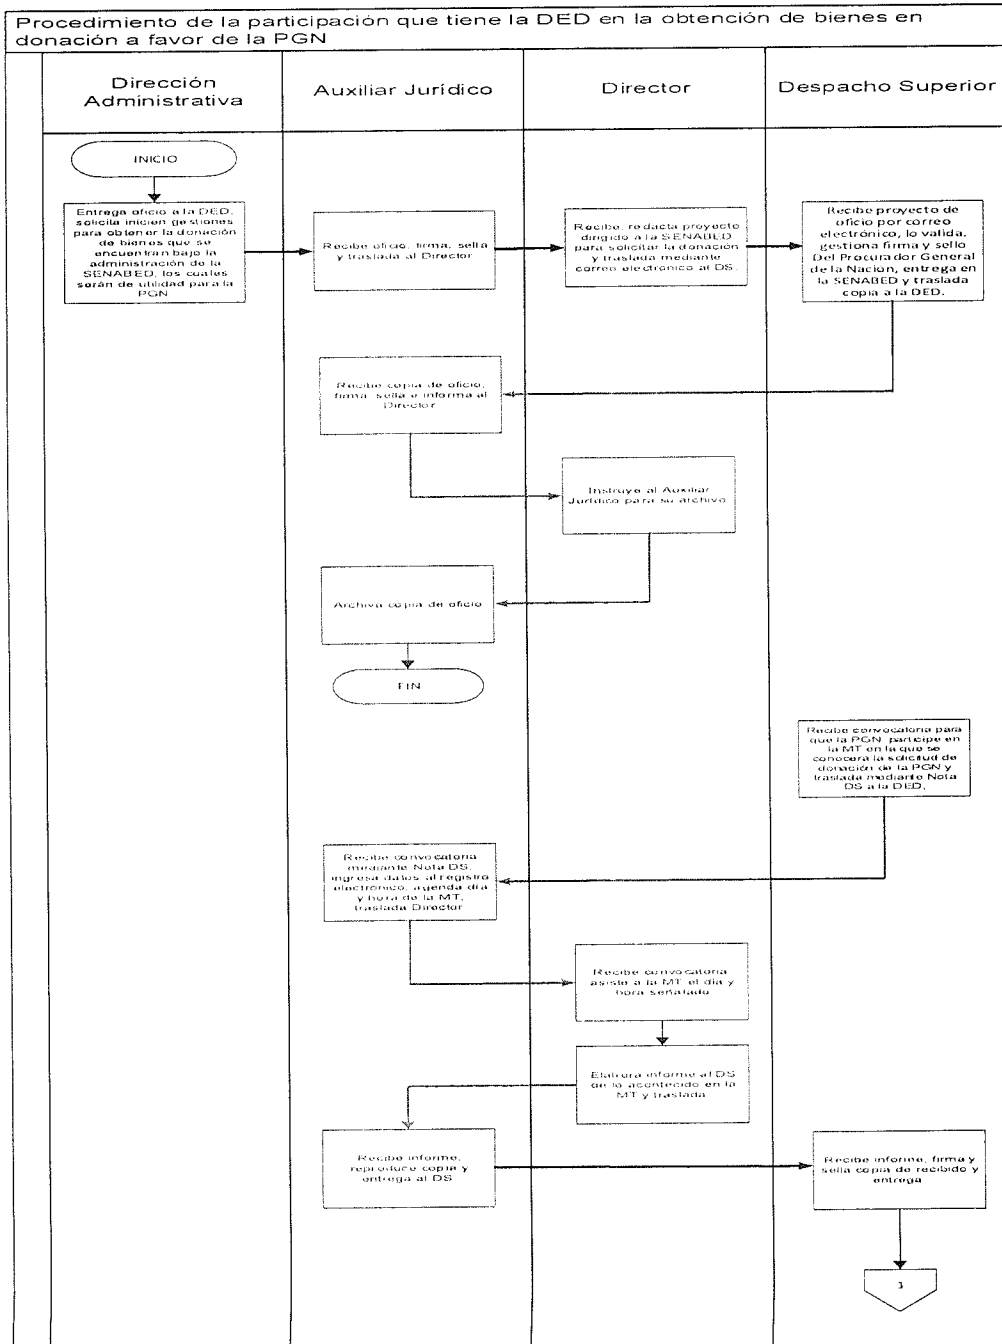 Procedimiento de la participación que tiene la DED en la obtención de bienes en
donación a favor de la PGN
Dirección
Administrativa
Auxiliar Jurídico
Director
Despacho Superior
INICIO
Entrega oficio a la DED,
solicita inicien gestiones
para obtener la donación
de bienes que se
encuentran bajo la
administración de la
SENABED, los cuales
serán de utilidad para la
PGN
Recibe oficio, firma, sella
y traslada al Director
Recibe, redacta proyecto
dirigido a la SENABED
para solicitar la donación
y traslada mediante
correo electrónico al DS.
Recibe proyecto de
oficio por correo
electrónico, lo valida,
gestiona firma y sello
Del Procurador General
de la Nación, entrega en
la SENABED y traslada
copia a la DED.
Recibe copia de oficio,
firma, sella e informa al
Director
Instruye al Auxiliar
Jurídico para su archivo
Archiva copia de oficio
FIN
Recibe convocatoria para
que la PGN participe en
la MT en la que se
conocerá la solicitud de
donación de la PGN y
traslada mediante Nota
DS a la DED,
Recibe convocatoria
mediante Nota DS,
ingresa datos al registro
electrónico, agenda día
y hora de la MT,
traslada Director
Recibe convocatoria
asiste a la MT el día y
hora señalado
Elabora informe al DS
de lo acontecido en la
MT y traslada
Recibe informe,
reproduce copia y
entrega al DS
Recibe informe, firma y
sella copia de recibido y
entrega